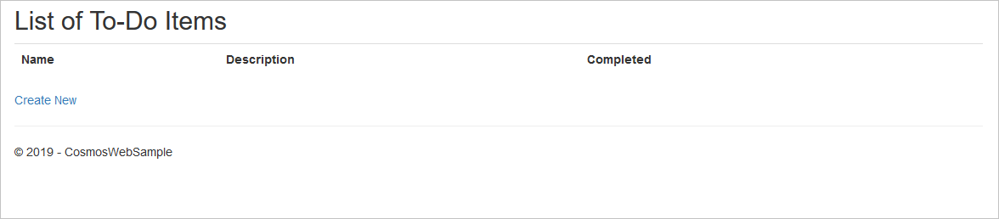 List of To-Do Items
Name Description Completed
Create New
© 2019 - CosmosWebSample